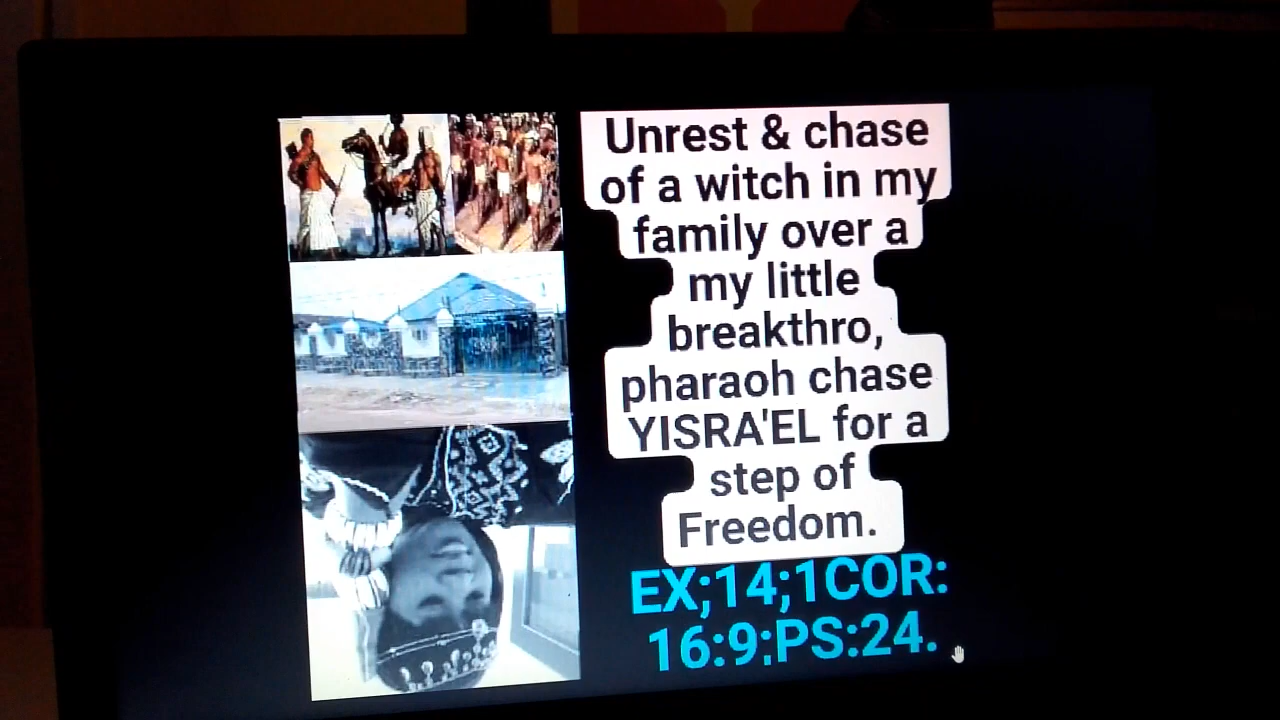 Unrest & chase
of a witch in my
family over a
my little
breakthro,
pharaoh chase
YISRA'EL for a
step of
Freedom.
EX;14;1COR:
16:9:PS:24.